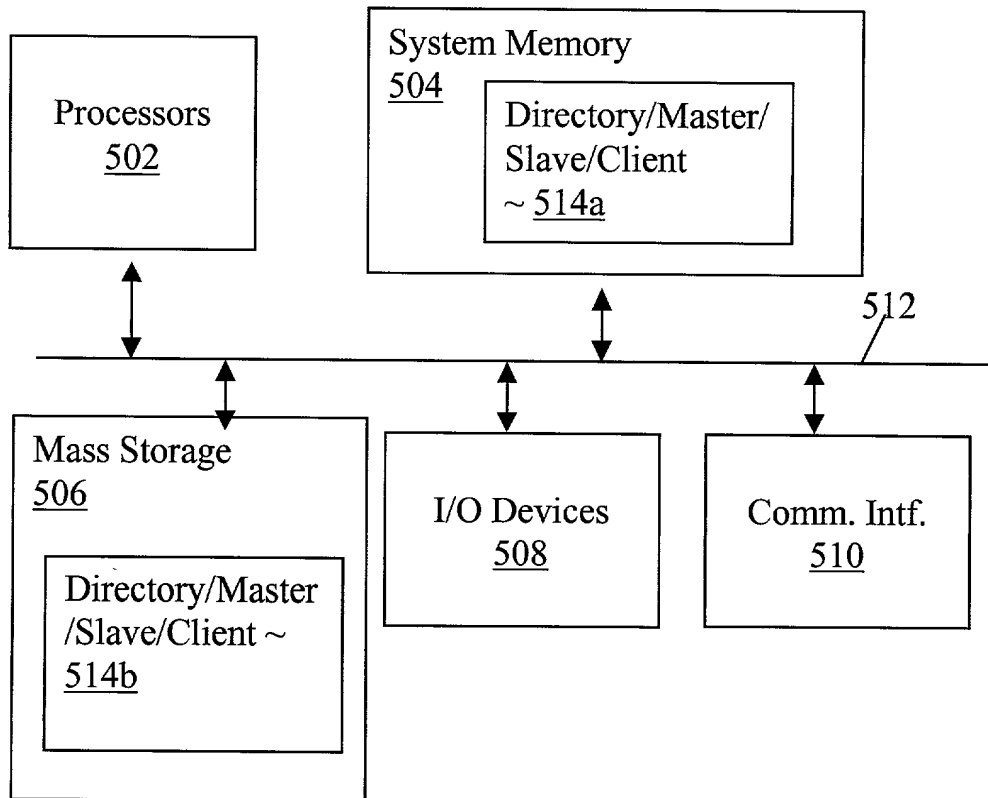 Processors
502
System Memory
504
Directory/Master/
Slave/Client
~ 514a
512
Mass Storage
506
Directory/Master
/Slave/Client ~
514b
I/O Devices
508
Comm. Intf.
510